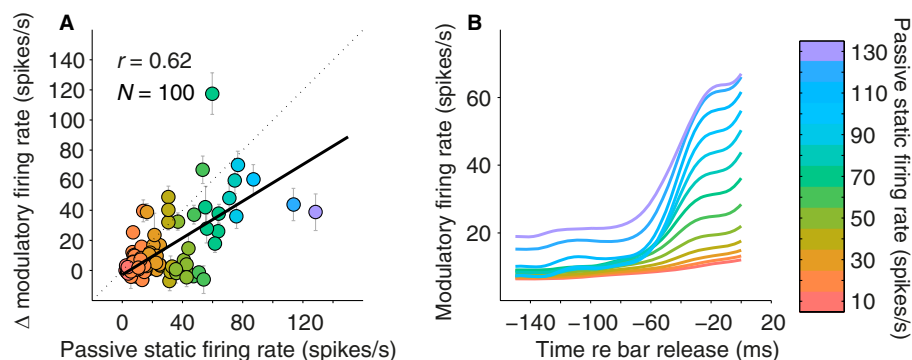 A
r = 0.62
N = 100
Δ modulatory firing rate (spikes/s)
140
120
100
80
60
40
20
0
0 40 80 120
Passive static firing rate (spikes/s)
B
Modulatory firing rate (spikes/s)
60
40
20
−140 −100 −60 −20 20
Time re bar release (ms)
130
110
90
70
50
30
10
Passive static firing rate (spikes/s)